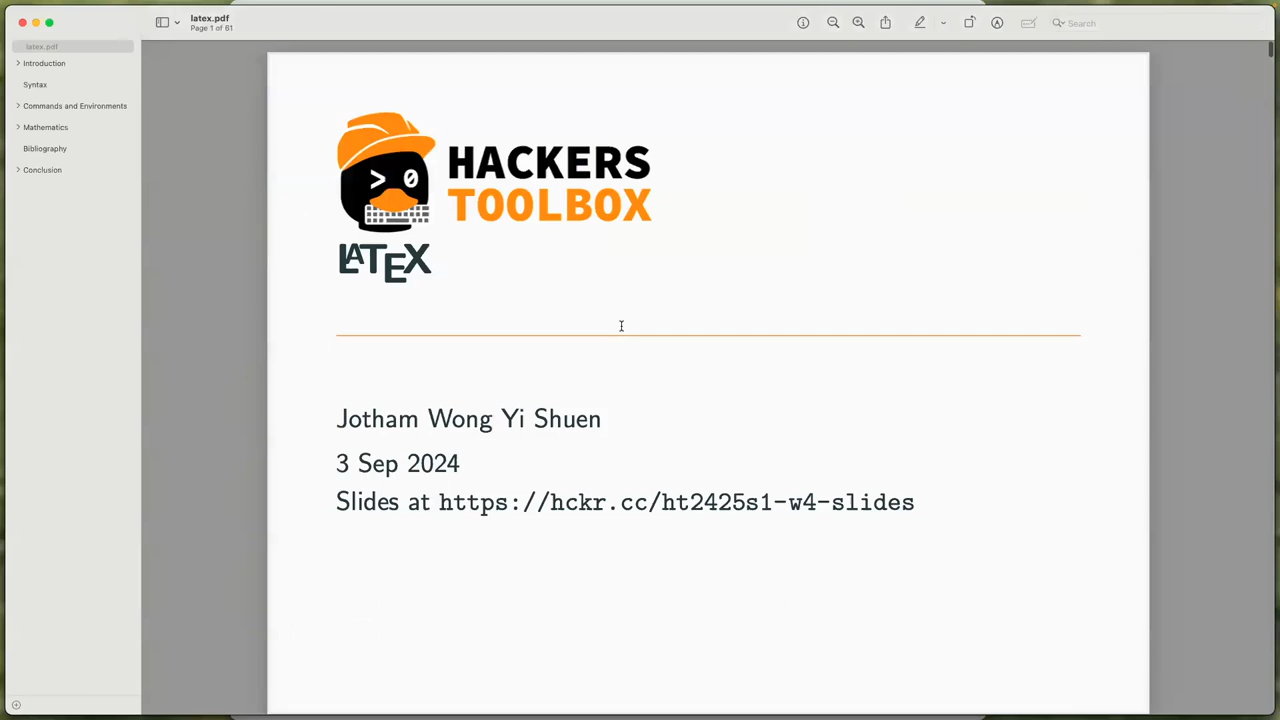 latex.pdf
Page 1 of 61
Search
latex.pdf
Introduction
Syntax
Commands and Environments
Mathematics
Bibliography
Conclusion
> 0
HACKERS
TOOLBOX
LATEX
Jotham Wong Yi Shuen
3 Sep 2024
Slides at https://hckr.cc/ht2425s1-w4-slides